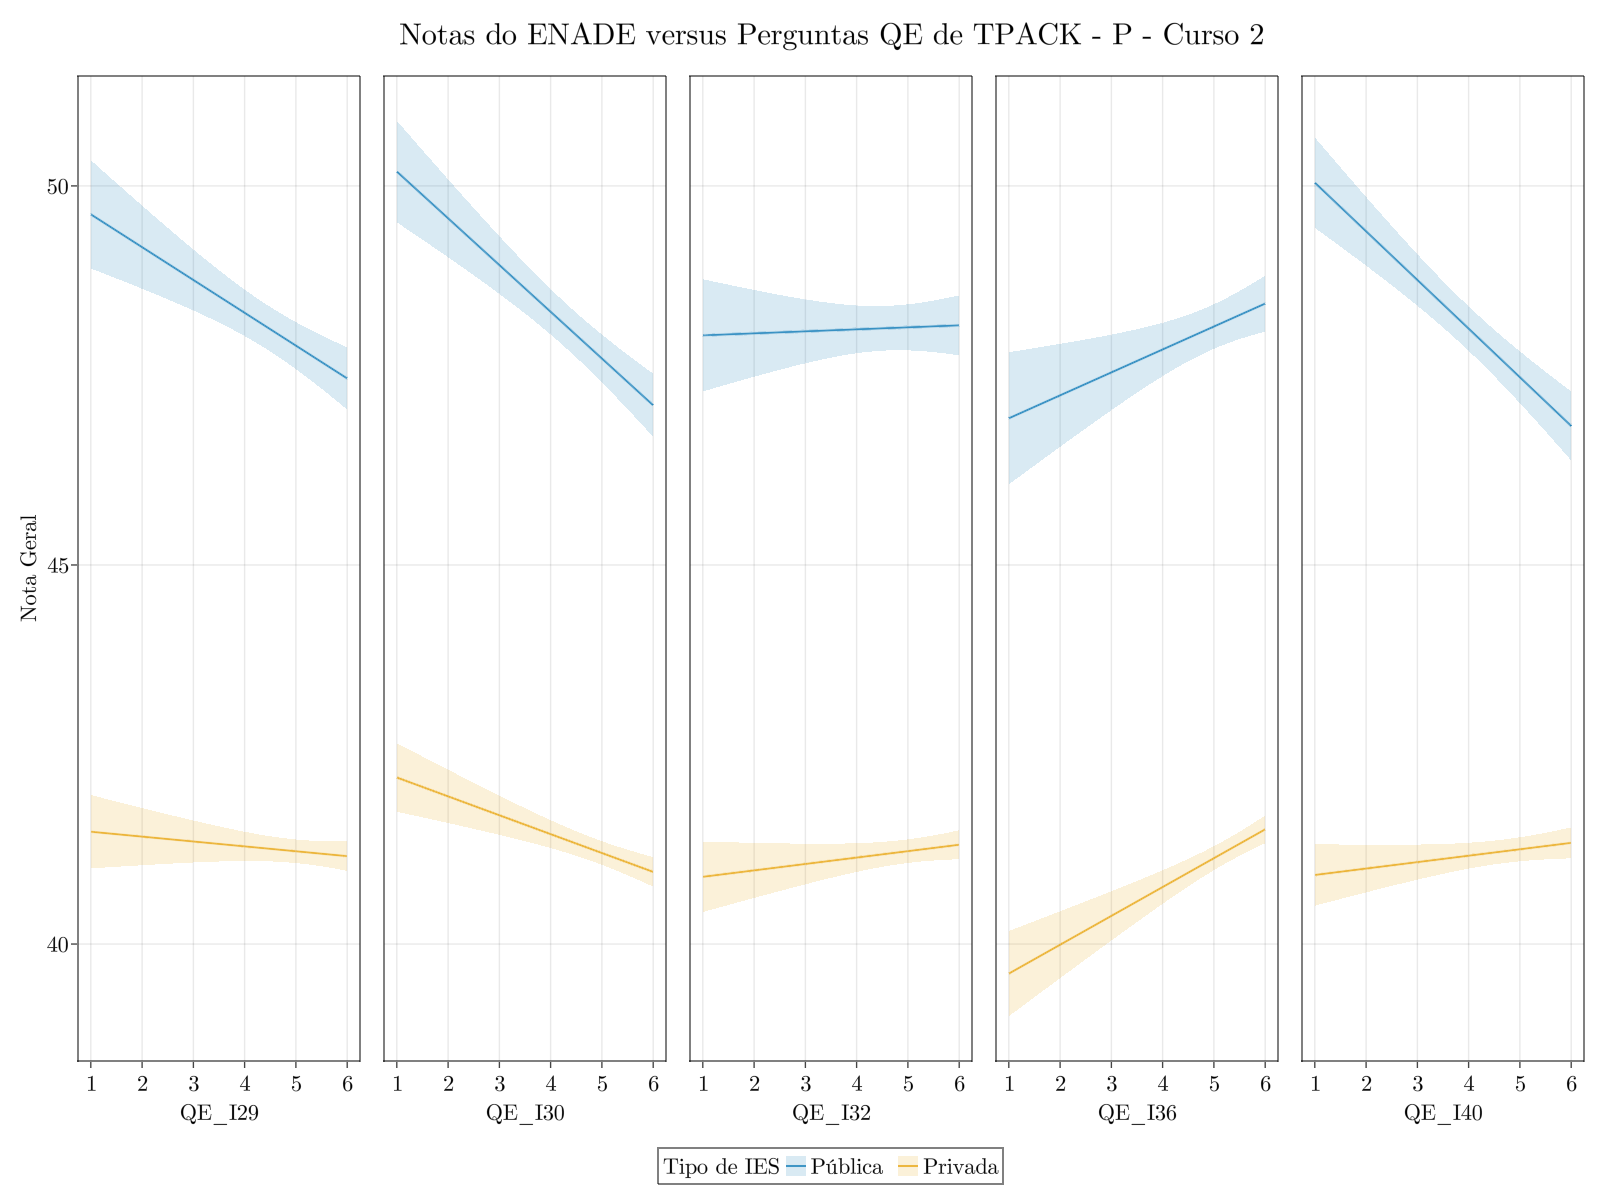 Notas do ENADE versus Perguntas QE de TPACK - P - Curso 2
Nota Geral
50
45
40
1 2 3 4 5 6
QE_I29
1 2 3 4 5 6
QE_I30
1 2 3 4 5 6
QE_I32
1 2 3 4 5 6
QE_I36
1 2 3 4 5 6
QE_I40
Tipo de IES Pública Privada